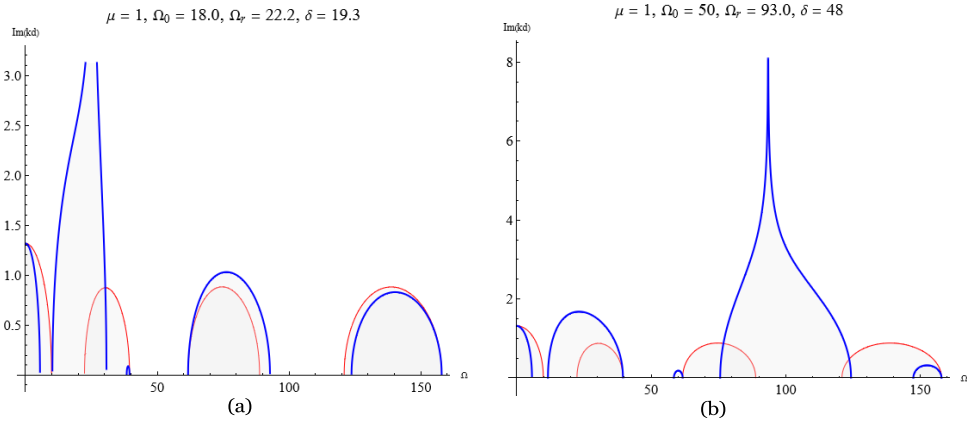 μ = 1, Ω₀ = 18.0, Ωᵣ = 22.2, δ = 19.3
Im(kd)
3.0
2.5
2.0
1.5
1.0
0.5
50
100
150
Ω
(a)
μ = 1, Ω₀ = 50, Ωᵣ = 93.0, δ = 48
Im(kd)
8
6
4
2
50
100
150
Ω
(b)